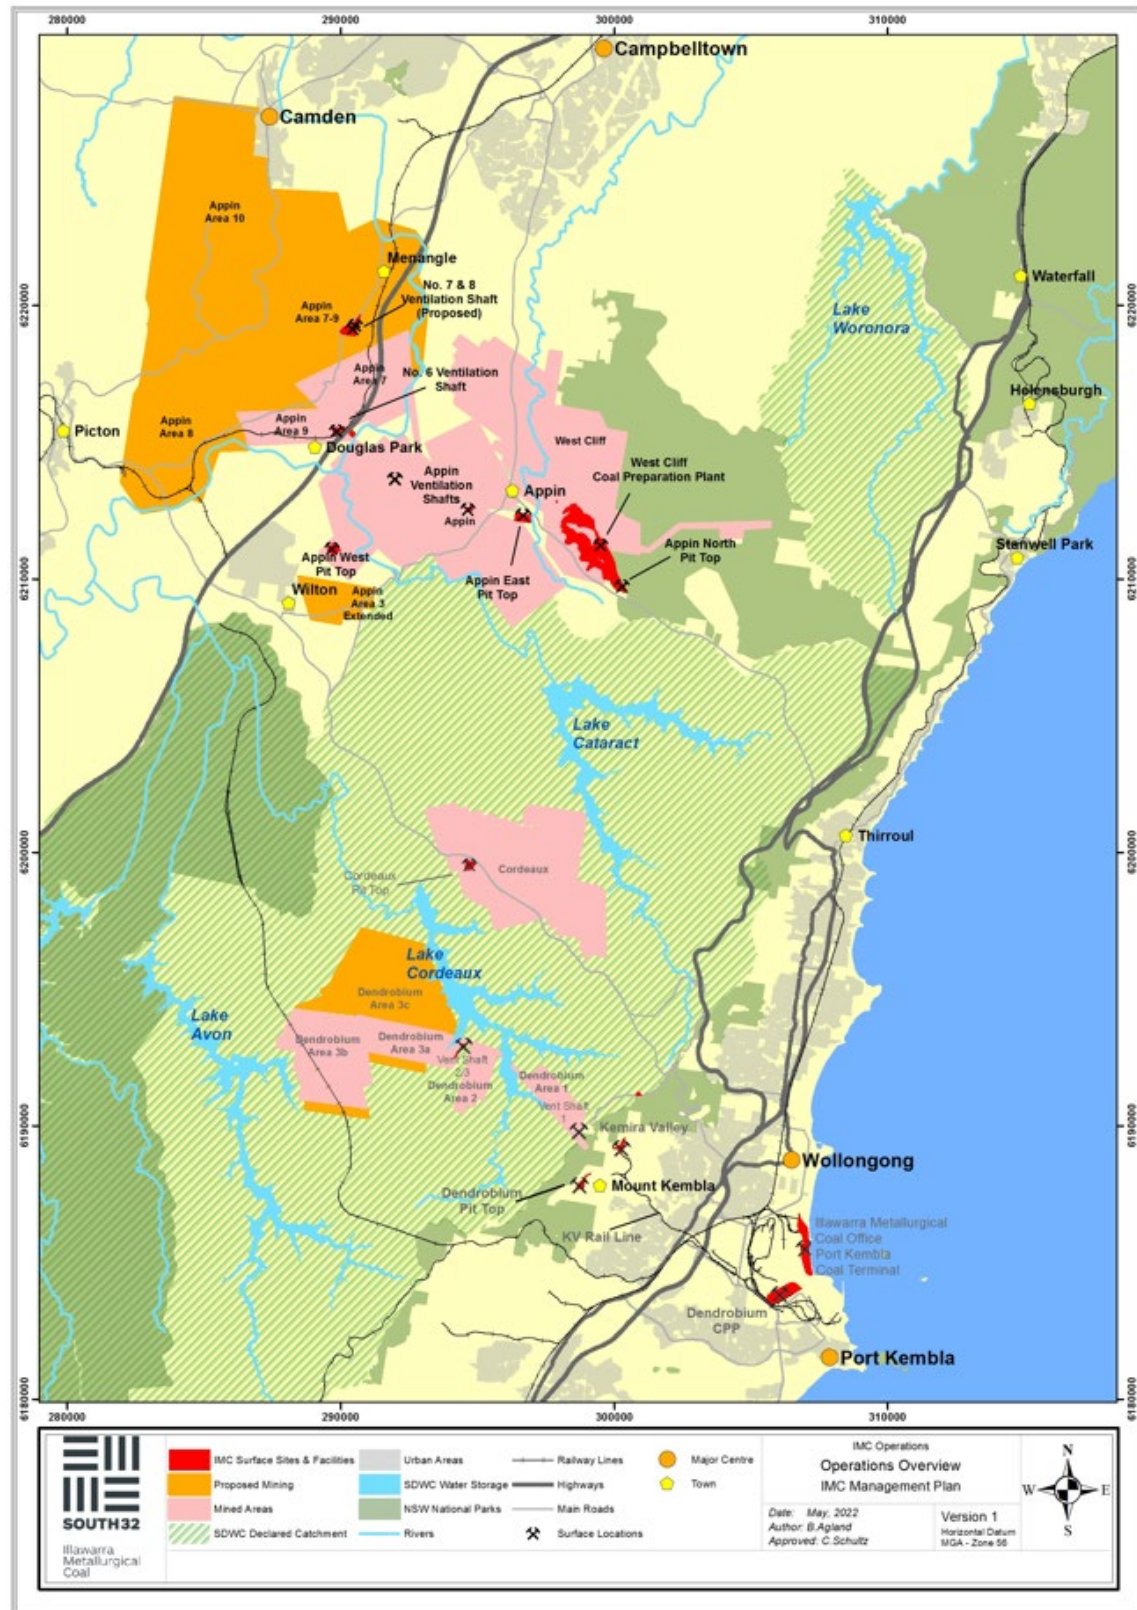 280000
290000
300000
310000
Campbelltown
Camden
Appin
Area 10
Menangle
No. 7 & 8
Ventilation Shaft
(Proposed)
Appin
Area 7-9
Lake
Woronora
Waterfall
6220000
6220000
Appin
Area 7
No. 6 Ventilation
Shaft
Helensburgh
Picton
Appin
Area 8
Appin
Area 9
Douglas Park
West Cliff
West Cliff
Coal Preparation Plant
Appin
Ventilation
Shafts
Appin
Appin
Appin North
Pit Top
Stanwell Park
Appin West
Pit Top
Appin East
Pit Top
6210000
6210000
Wilton
Appin
Area 3
Extended
Lake
Cataract
Thirroul
6200000
6200000
Cordeaux
Pit Top
Cordeaux
Lake
Cordeaux
Dendrobium
Area 3c
Lake
Avon
Dendrobium
Area 3b
Dendrobium
Area 3a
Vent Shaft
2/3
Dendrobium
Area 2
Dendrobium
Area 1
Vent Shaft
1
6190000
6190000
Kemira Valley
Wollongong
Mount Kembla
Dendrobium
Pit Top
KV Rail Line
Illawarra Metallurgical
Coal Office
Port Kembla
Coal Terminal
Dendrobium
CPP
Port Kembla
6180000
6180000
280000
290000
300000
310000
SOUTH32
Illawarra
Metallurgical
Coal
IMC Surface Sites & Facilities
Proposed Mining
Mined Areas
SDWC Declared Catchment
Urban Areas
SDWC Water Storage
NSW National Parks
Rivers
Railway Lines
Highways
Main Roads
Surface Locations
Major Centre
Town
IMC Operations
Operations Overview
IMC Management Plan
Date: May, 2022
Author: B.Agland
Approved: C.Schultz
Version 1
Horizontal Datum
MGA - Zone 56
N
W
E
S